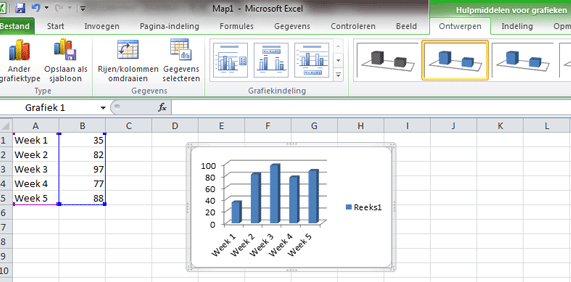 Map1 - Microsoft Excel
Hulpmiddelen voor grafieken
Bestand Start Invoegen Pagina-indeling Formules Gegevens Controleren Beeld Ontwerpen Indeling
Ander grafiektype
Opslaan als sjabloon
Rijen/kolommen omdraaien
Gegevens selecteren
Type Gegevens Grafiekindeling
Grafiek 1 fx
A B C D E F G H I J K L
1 Week 1 35
2 Week 2 82
3 Week 3 97
4 Week 4 77
5 Week 5 88
6
7
8
9
10
100
80
60
40
20
0
Week 1 Week 2 Week 3 Week 4 Week 5
Reeks1